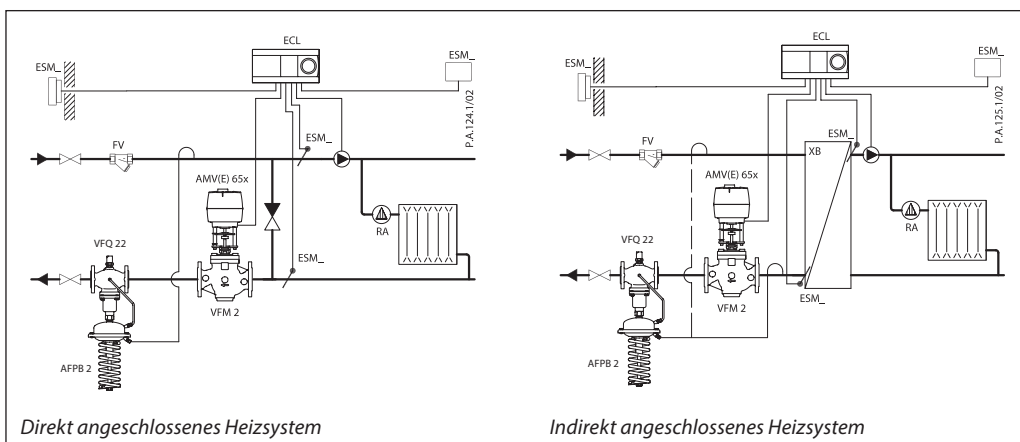 ECL
ESM_
ESM_
P.A.124.1/02
FV
ESM_
AMV(E) 65x
RA
VFQ 22
ESM_
VFM 2
AFPB 2
Direkt angeschlossenes Heizsystem
ECL
ESM_
ESM_
P.A.125.1/02
FV
ESM_
XB
AMV(E) 65x
RA
VFQ 22
ESM_
VFM 2
AFPB 2
Indirekt angeschlossenes Heizsystem